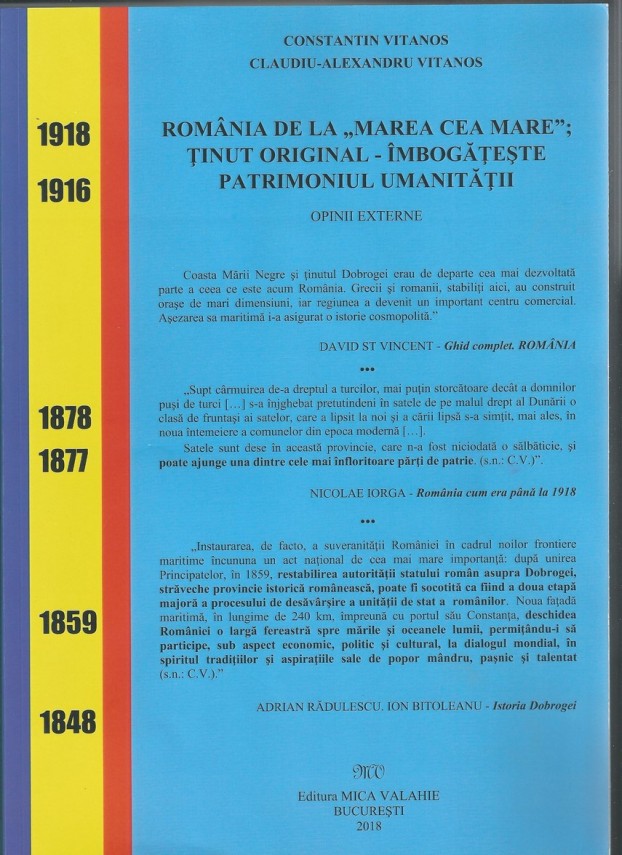 CONSTANTIN VITANOS
CLAUDIU-ALEXANDRU VITANOS
1918
ROMÂNIA DE LA „MAREA CEA MARE”;
ŢINUT ORIGINAL - ÎMBOGĂŢEŞTE
1916
PATRIMONIUL UMANITĂŢII
OPINII EXTERNE
Coasta Mării Negre şi ţinutul Dobrogei erau de departe cea mai dezvoltată
parte a ceea ce este acum România. Grecii şi romanii, stabiliţi aici, au construit
oraşe de mari dimensiuni, iar regiunea a devenit un important centru comercial.
Aşezarea sa maritimă i-a asigurat o istorie cosmopolită.”
DAVID ST VINCENT - Ghid complet. ROMÂNIA
•••
„Supt cârmuirea de-a dreptul a turcilor, mai puţin storcătoare decât a domnilor
puşi de turci [...] s-a înjghebat pretutindeni în satele de pe malul drept al Dunării o
1878
clasă de fruntaşi ai satelor, care a lipsit la noi şi a cării lipsă s-a simţit, mai ales, în
noua întemeiere a comunelor din epoca modernă [...].
1877
Satele sunt dese în această provincie, care n-a fost niciodată o sălbăticie, şi
poate ajunge una dintre cele mai înfloritoare părţi de patrie. (s.n.: C.V.)”.
NICOLAE IORGA - România cum era până la 1918
•••
„Instaurarea, de facto, a suveranităţii României în cadrul noilor frontiere
maritime încununa un act naţional de cea mai mare importanţă: după unirea
Principatelor, în 1859, restabilirea autorităţii statului român asupra Dobrogei,
străveche provincie istorică românească, poate fi socotită ca fiind a doua etapă
majoră a procesului de desăvârşire a unităţii de stat a românilor. Noua faţadă
1859
maritimă, în lungime de 240 km, împreună cu portul său Constanţa, deschidea
României o largă fereastră spre mările şi oceanele lumii, permiţându-i să
participe, sub aspect economic, politic şi cultural, la dialogul mondial, în
spiritul tradiţiilor şi aspiraţiile sale de popor mândru, paşnic şi talentat
(s.n.: C.V.).”
ADRIAN RĂDULESCU. ION BITOLEANU - Istoria Dobrogei
1848
MV
Editura MICA VALAHIE
BUCUREŞTI
2018